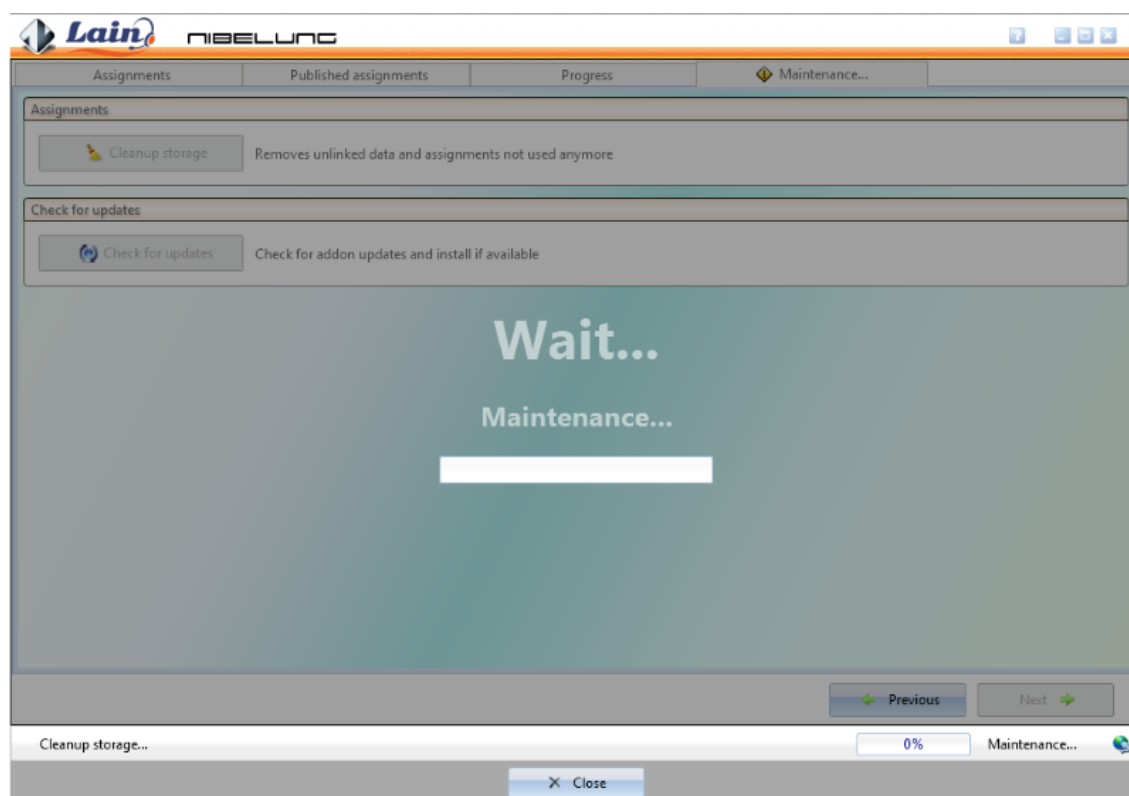 Lain NIBELUNG
Assignments Published assignments Progress Maintenance...
Assignments
Cleanup storage Removes unlinked data and assignments not used anymore
Check for updates
Check for updates Check for addon updates and install if available
Wait...
Maintenance...
Previous Next
Cleanup storage... 0% Maintenance...
Close